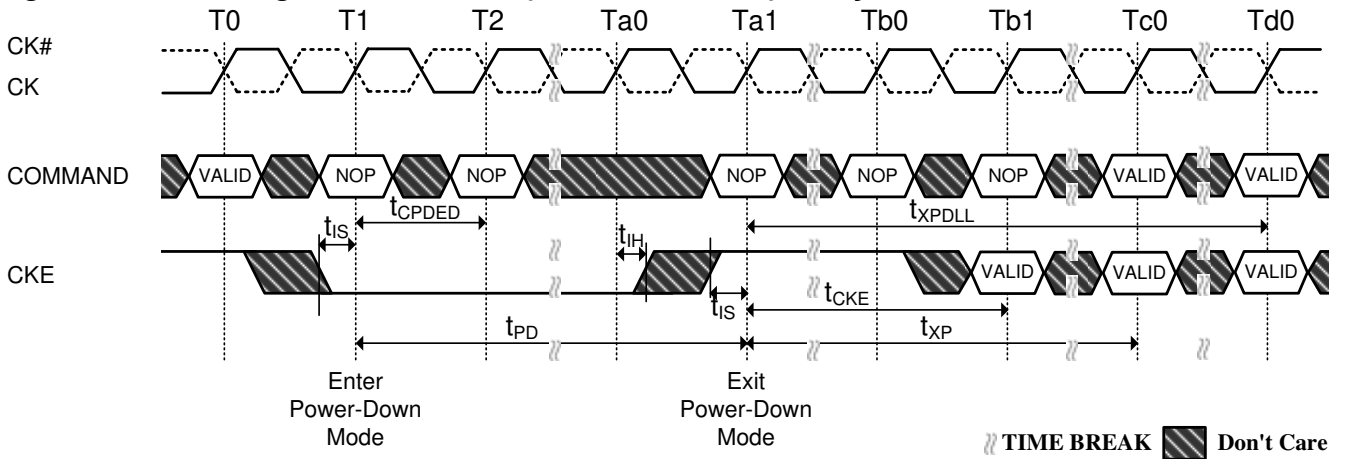 T0 T1 T2 Ta0 Ta1 Tb0 Tb1 Tc0 Td0
CK#
CK
COMMAND VALID NOP NOP NOP NOP NOP VALID VALID
tCPDED tXPDLL
tIS tIH
CKE VALID VALID VALID
tIS tCKE
tPD tXP
Enter Exit
Power-Down Power-Down
Mode Mode
TIME BREAK Don't Care